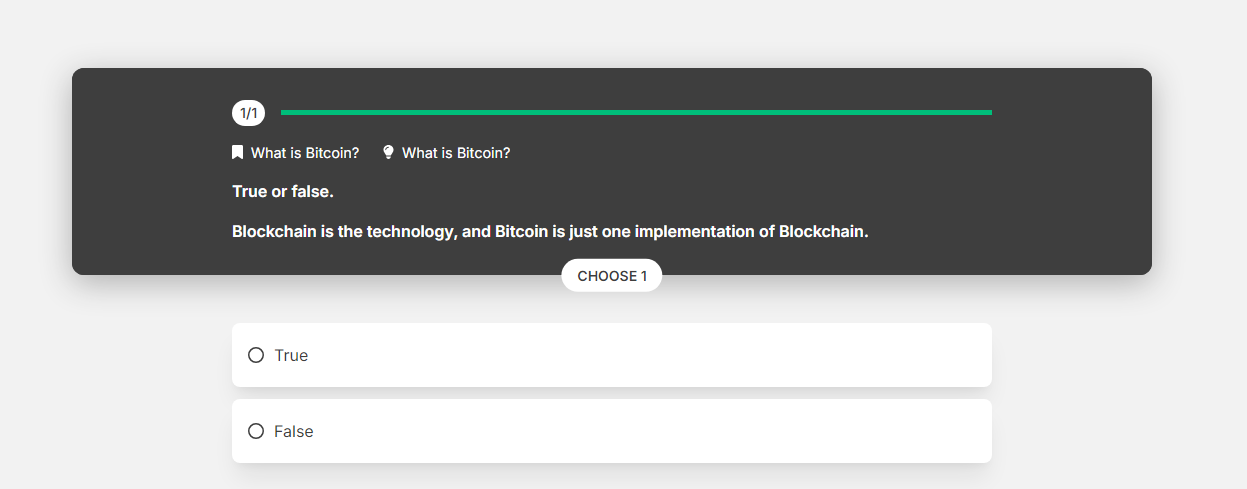 1/1
What is Bitcoin? What is Bitcoin?
True or false.
Blockchain is the technology, and Bitcoin is just one implementation of Blockchain.
CHOOSE 1
True
False